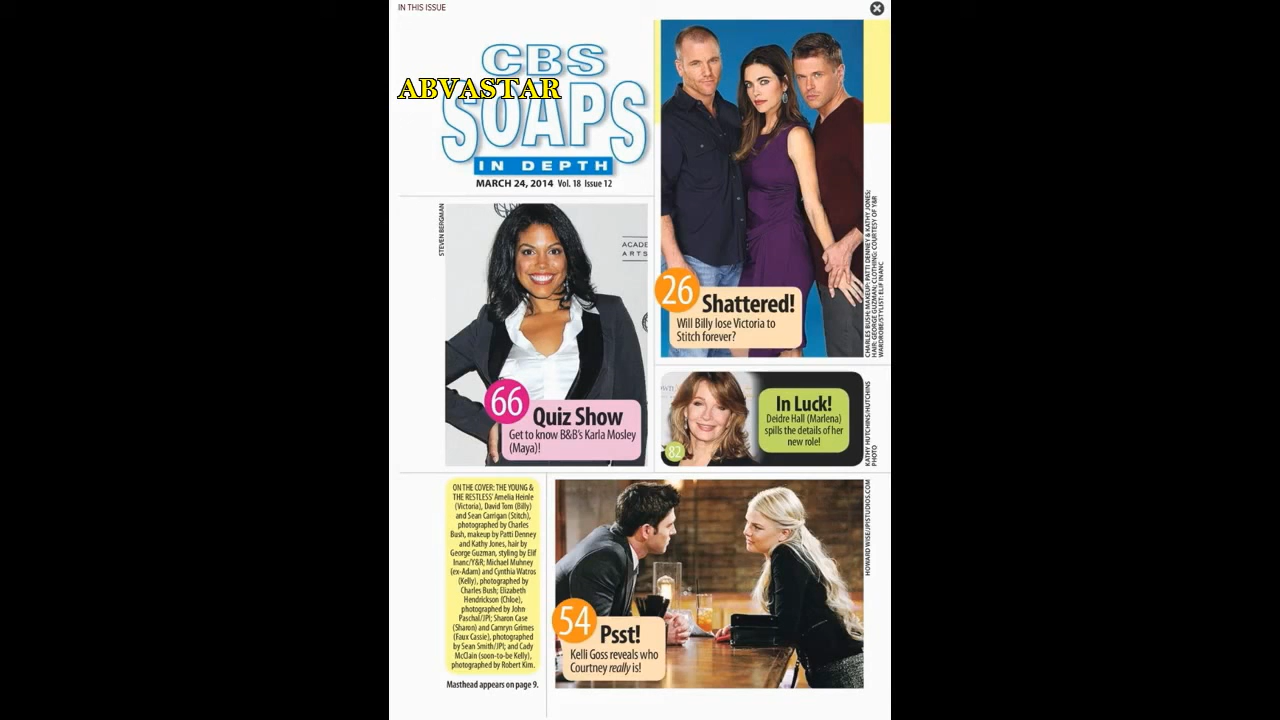 IN THIS ISSUE
CBS
ABVASTAR
SOAPS
IN DEPTH
MARCH 24, 2014 Vol. 18 Issue 12
STEVEN BERGMAN
ACADE
ARTS
66
Quiz Show
Get to know B&B's Karla Mosley
(Maya)!
26
Shattered!
Will Billy lose Victoria to
Stitch forever?
CHARLES BUSH; MAKEUP: PATTI DENNEY & KATHY JONES;
HAIR: GEORGE GUZMAN; CLOTHING: COURTESY OF Y&R
WARDROBE/STYLIST: ELIF INANC
82
In Luck!
Deidre Hall (Marlena)
spills the details of her
new role!
KATHY HUTCHINS/HUTCHINS
PHOTO
ON THE COVER: THE YOUNG &
THE RESTLESS' Amelia Heinle
(Victoria), David Tom (Billy)
and Sean Carrigan (Stitch),
photographed by Charles
Bush, makeup by Patti Denney
and Kathy Jones, hair by
George Guzman, styling by Elif
Inanc/Y&R; Michael Muhney
(ex-Adam) and Cynthia Watros
(Kelly), photographed by
Charles Bush; Elizabeth
Hendrickson (Chloe),
photographed by John
Paschal/JPI; Sharon Case
(Sharon) and Camryn Grimes
(Faux Cassie), photographed
by Sean Smith/JPI; and Cady
McClain (soon-to-be Kelly),
photographed by Robert Kim.
Masthead appears on page 9.
54
Psst!
Kelli Goss reveals who
Courtney really is!
HOWARD WISE/JPISTUDIOS.COM